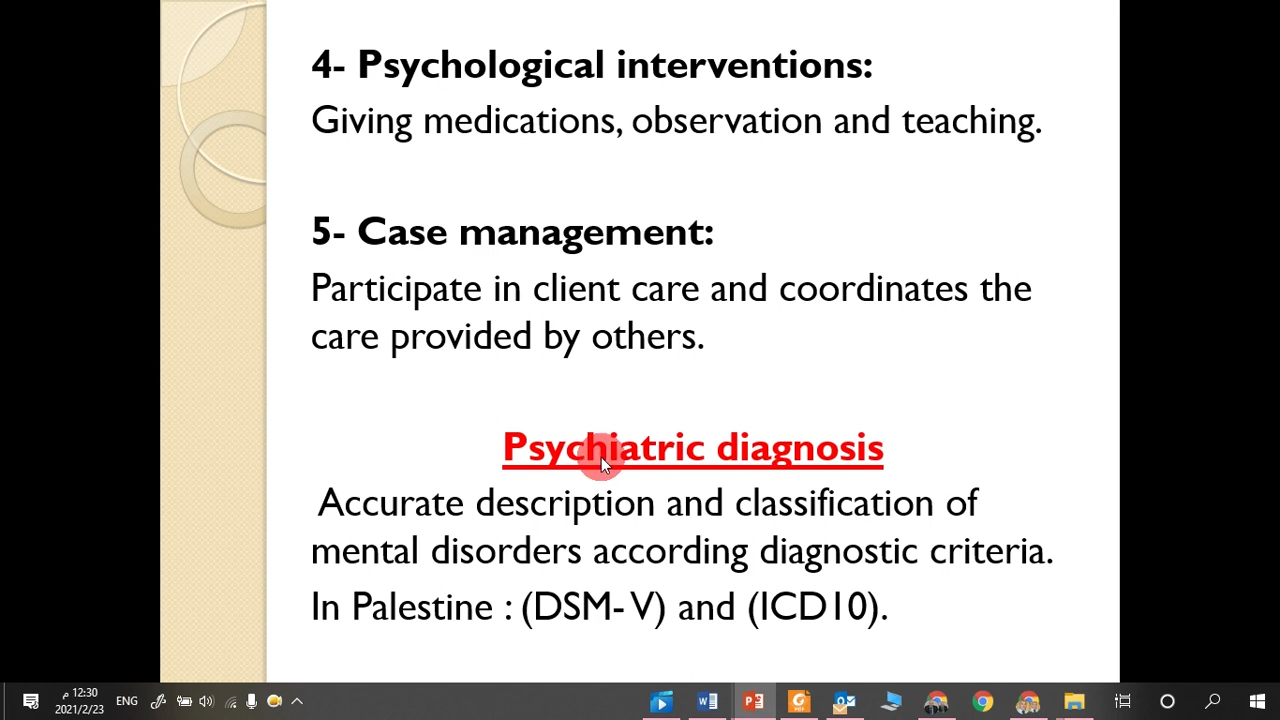 4- Psychological interventions:
Giving medications, observation and teaching.
5- Case management:
Participate in client care and coordinates the
care provided by others.
Psychiatric diagnosis
Accurate description and classification of
mental disorders according diagnostic criteria.
In Palestine : (DSM- V) and (ICD10).
م 12:30
2021/2/23
ENG